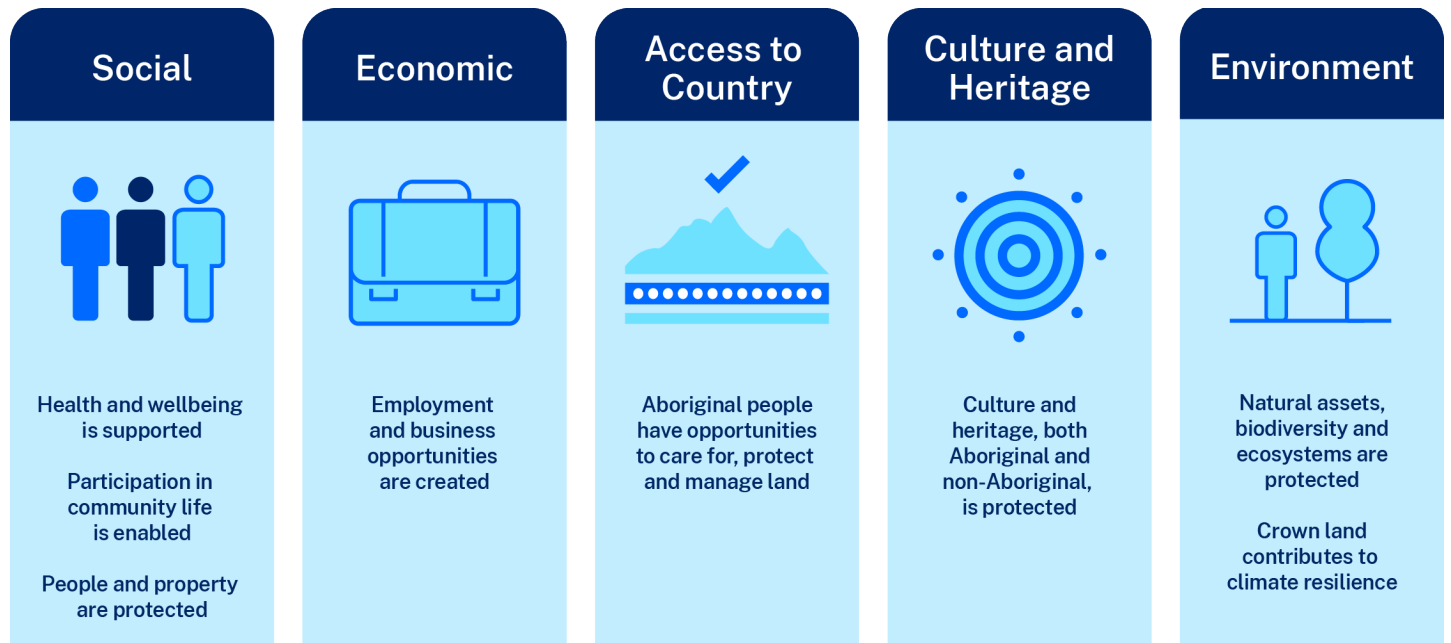 Social
Health and wellbeing
is supported
Participation in
community life
is enabled
People and property
are protected
Economic
Employment
and business
opportunities
are created
Access to
Country
Aboriginal people
have opportunities
to care for, protect
and manage land
Culture and
Heritage
Culture and
heritage, both
Aboriginal and
non-Aboriginal,
is protected
Environment
Natural assets,
biodiversity and
ecosystems are
protected
Crown land
contributes to
climate resilience